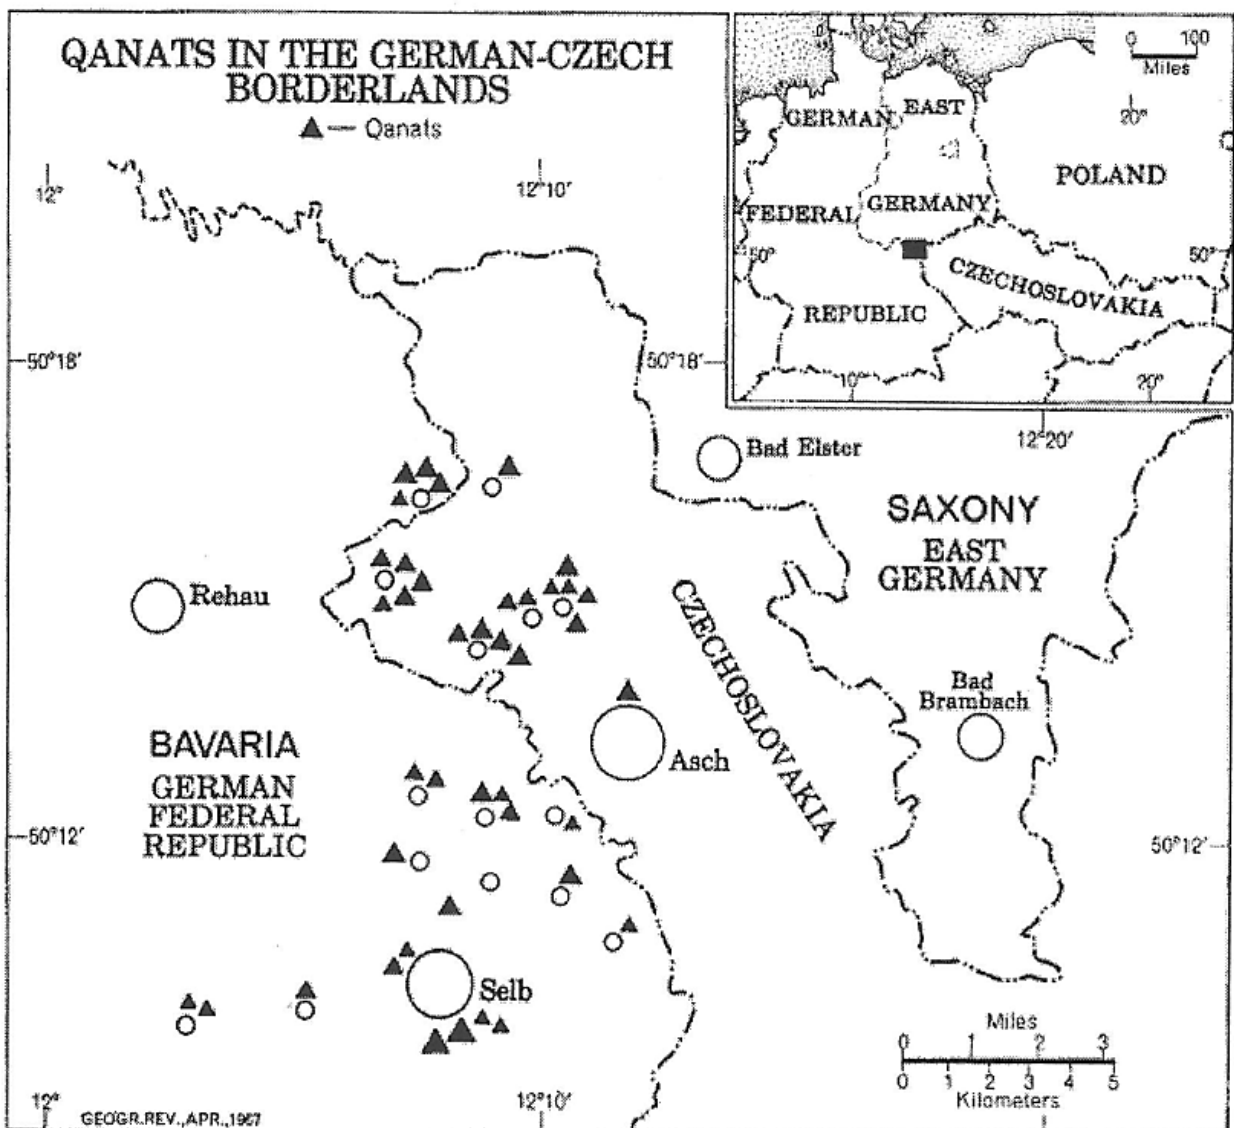 QANATS IN THE GERMAN-CZECH
BORDERLANDS
▲ — Qanats
12°
12°10'
50°18'
50°18'
0 100
Miles
20°
GERMAN
EAST
POLAND
FEDERAL
GERMANY
50°
50°
CZECHOSLOVAKIA
REPUBLIC
10°
20°
12°20'
Bad Elster
SAXONY
EAST
GERMANY
Rehau
CZECHOSLOVAKIA
Bad
Brambach
Asch
BAVARIA
GERMAN
FEDERAL
REPUBLIC
50°12'
50°12'
Selb
Miles
0 1 2 3
0 1 2 3 4 5
Kilometers
12°
12°10'
GEOGR. REV., APR., 1967